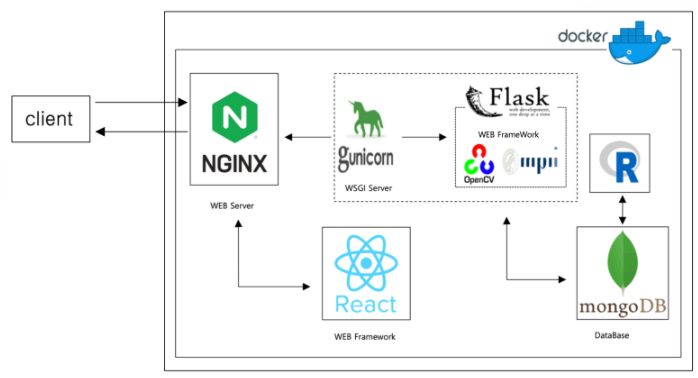 docker
client
NGINX
WEB Server
gunicorn
WSGI Server
Flask
web development,
one drop at a time
WEB FrameWork
OpenCV
mpii
R
React
WEB Framework
mongoDB
DataBase